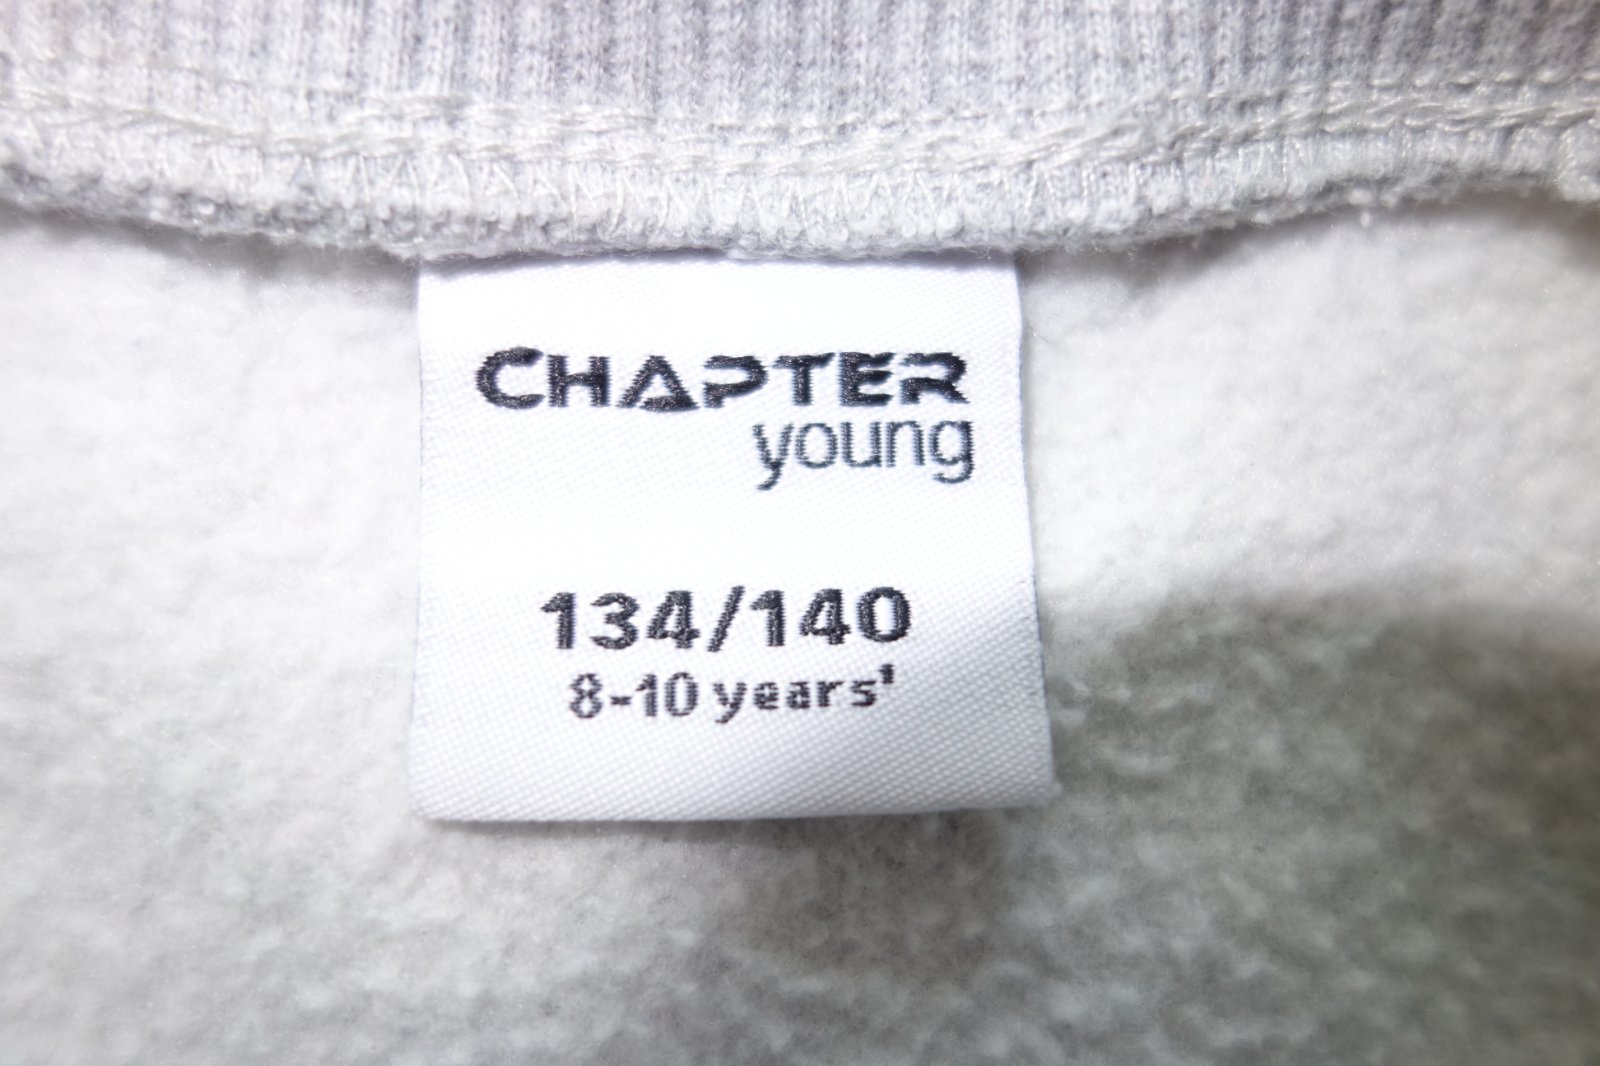 CHAPTER
young
134/140
8-10 years'